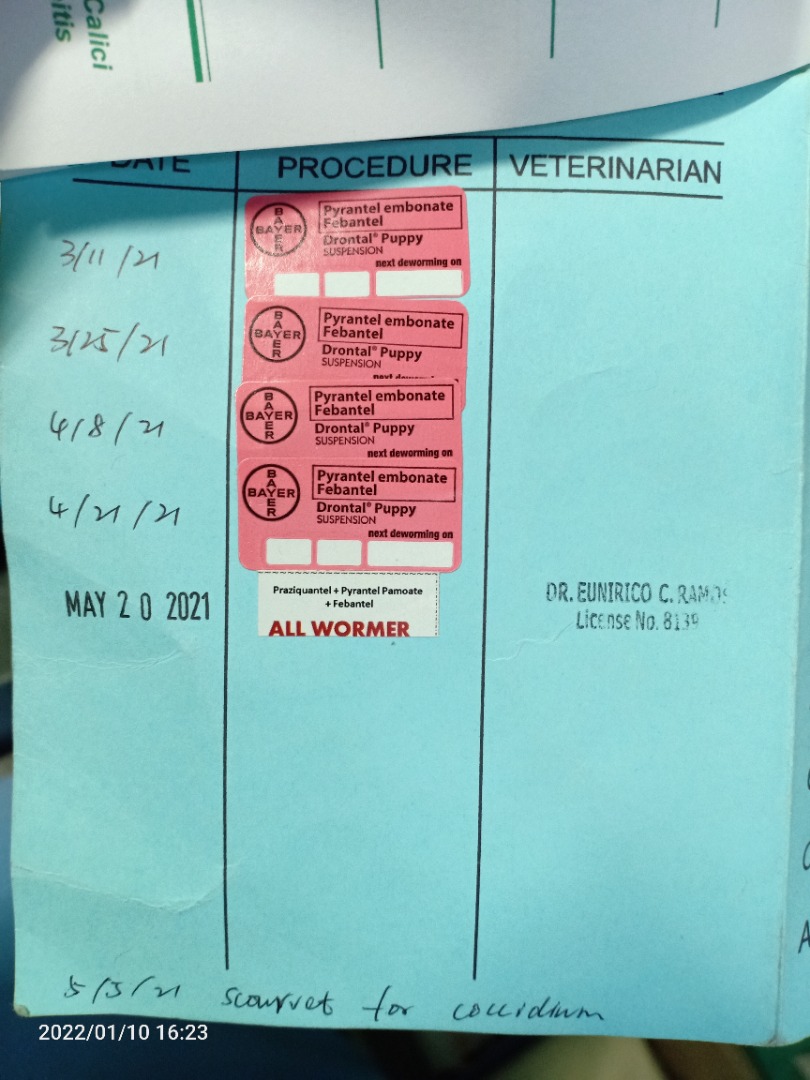 Calici
itis
DATE PROCEDURE VETERINARIAN
3/11/21
BAYER
BAYER
Pyrantel embonate
Febantel
Drontal® Puppy
SUSPENSION
next deworming on
3/25/21
BAYER
BAYER
Pyrantel embonate
Febantel
Drontal® Puppy
SUSPENSION
4/8/21
BAYER
BAYER
Pyrantel embonate
Febantel
Drontal® Puppy
SUSPENSION
next deworming on
4/21/21
BAYER
BAYER
Pyrantel embonate
Febantel
Drontal® Puppy
SUSPENSION
next deworming on
MAY 20 2021
Praziquantel + Pyrantel Pamoate
+ Febantel
ALL WORMER
DR. EUNIRICO C. RAMOS
License No. 8139
5/5/21 scourvet for coccidium
2022/01/10 16:23